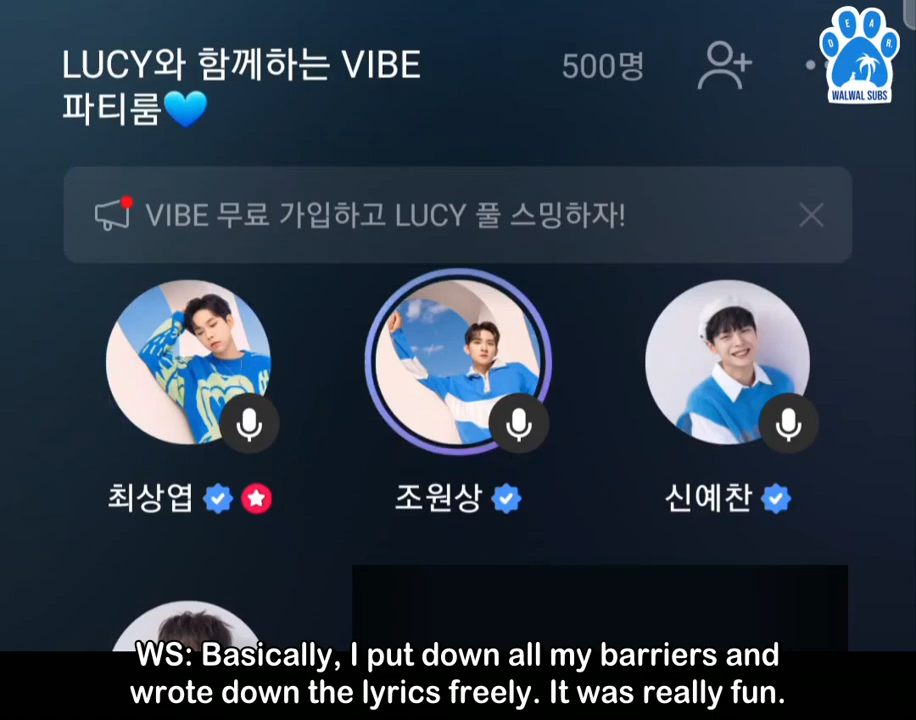 LUCY와 함께하는 VIBE
파티룸💙
500명
D E A R.
WALWAL SUBS
VIBE 무료 가입하고 LUCY 풀 스밍하자!
최상엽
조원상
신예찬
WS: Basically, I put down all my barriers and
wrote down the lyrics freely. It was really fun.